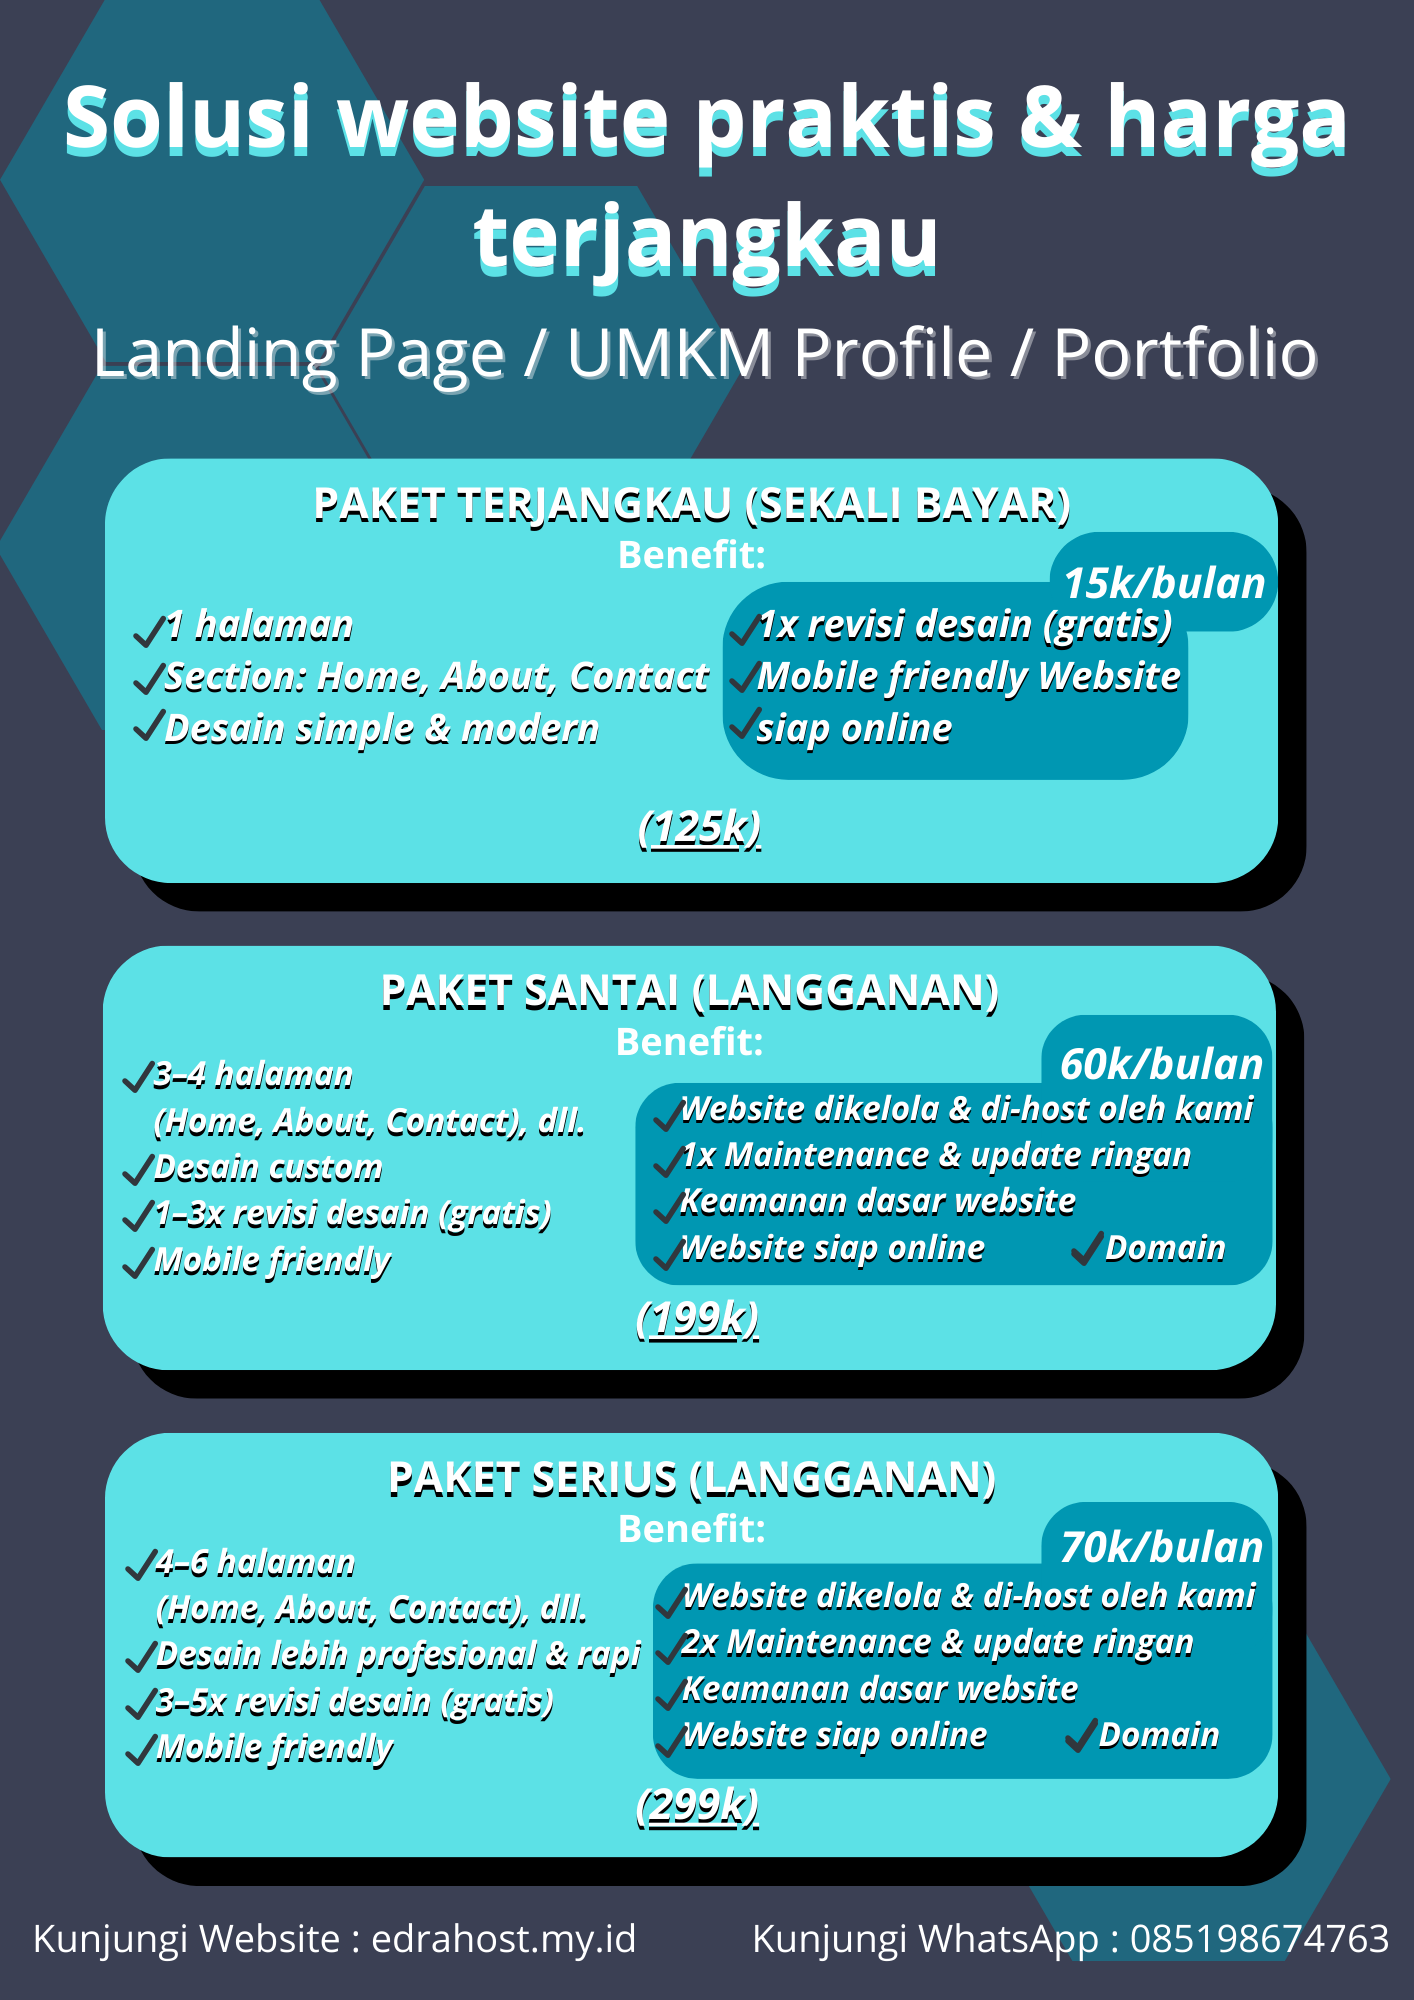 Solusi website praktis & harga
terjangkau
Landing Page / UMKM Profile / Portfolio
PAKET TERJANGKAU (SEKALI BAYAR)
Benefit:
15k/bulan
1 halaman
Section: Home, About, Contact
Desain simple & modern
1x revisi desain (gratis)
Mobile friendly Website
siap online
(125k)
PAKET SANTAI (LANGGANAN)
Benefit:
60k/bulan
3–4 halaman
(Home, About, Contact), dll.
Desain custom
1–3x revisi desain (gratis)
Mobile friendly
Website dikelola & di-host oleh kami
1x Maintenance & update ringan
Keamanan dasar website
Website siap online
Domain
(199k)
PAKET SERIUS (LANGGANAN)
Benefit:
70k/bulan
4–6 halaman
(Home, About, Contact), dll.
Desain lebih profesional & rapi
3–5x revisi desain (gratis)
Mobile friendly
Website dikelola & di-host oleh kami
2x Maintenance & update ringan
Keamanan dasar website
Website siap online
Domain
(299k)
Kunjungi Website : edrahost.my.id
Kunjungi WhatsApp : 085198674763